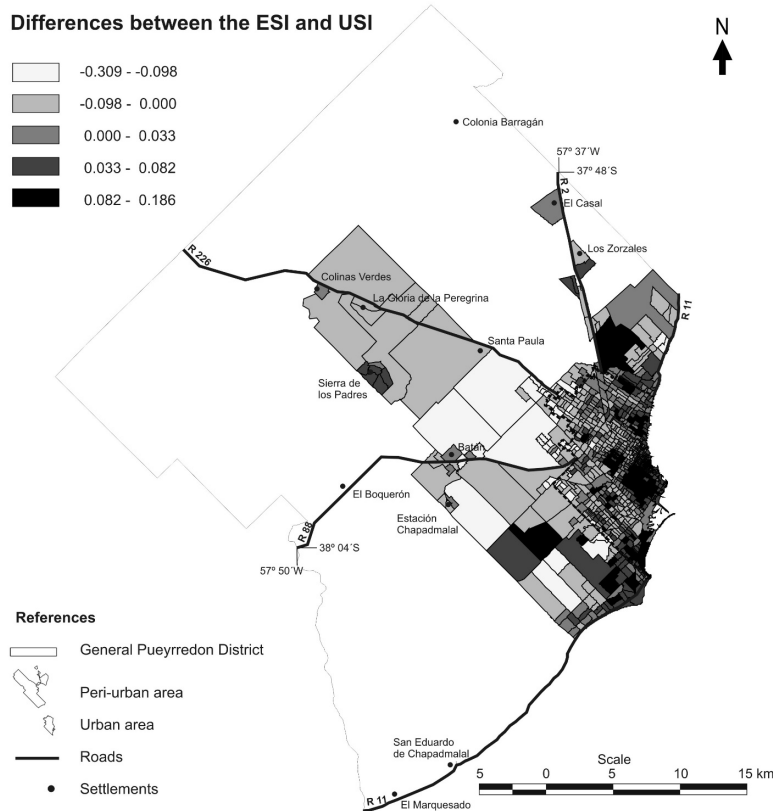 Differences between the ESI and USI
-0.309 - -0.098
-0.098 - 0.000
0.000 - 0.033
0.033 - 0.082
0.082 - 0.186
N
Colonia Barragán
57º 37´W
37º 48´S
R 2
El Casal
Los Zorzales
R 226
Colinas Verdes
La Gloria de la Peregrina
R 11
Santa Paula
Sierra de
los Padres
Batán
El Boquerón
Estación
Chapadmalal
R 88
38º 04´S
57º 50´W
References
General Pueyrredon District
Peri-urban area
Urban area
Roads
Settlements
San Eduardo
de Chapadmalal
R 11
El Marquesado
Scale
5 0 5 10 15 km